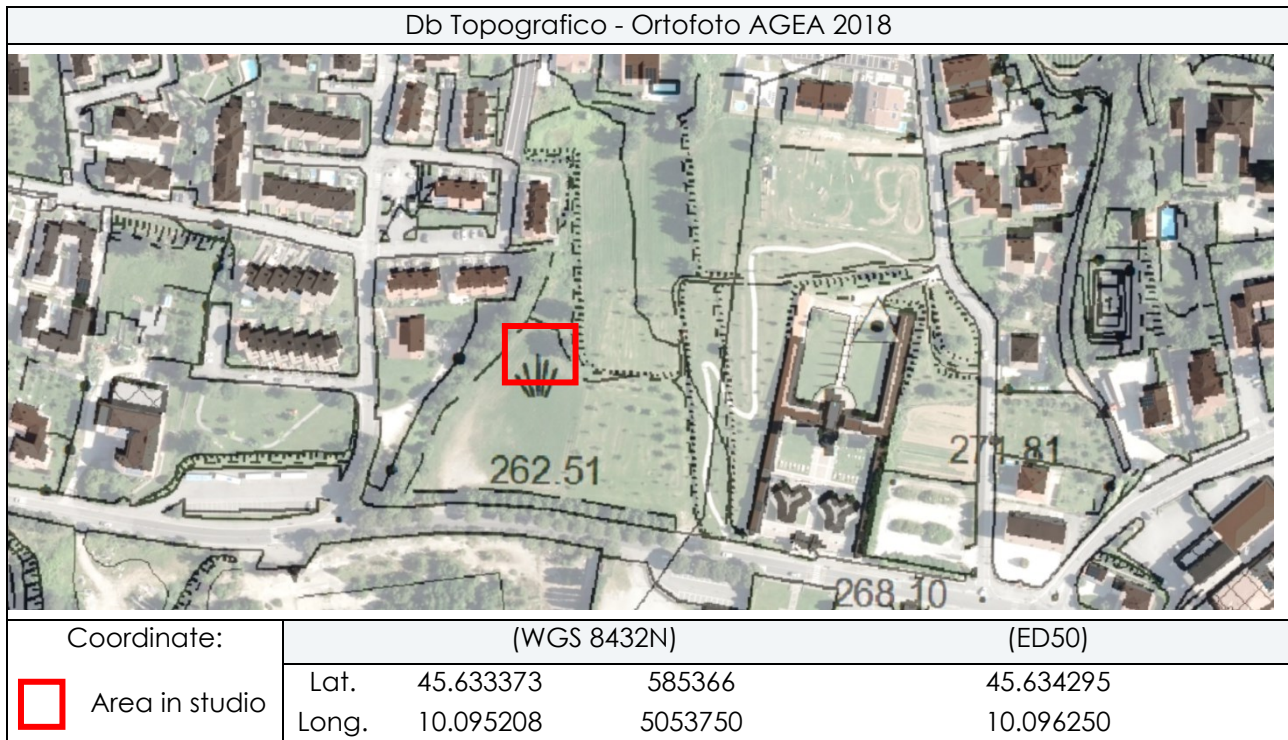 Db Topografico - Ortofoto AGEA 2018
262.51
271.81
268.10
Coordinate: (WGS 8432N) (ED50)
Area in studio
Lat. 45.633373 585366 45.634295
Long. 10.095208 5053750 10.096250